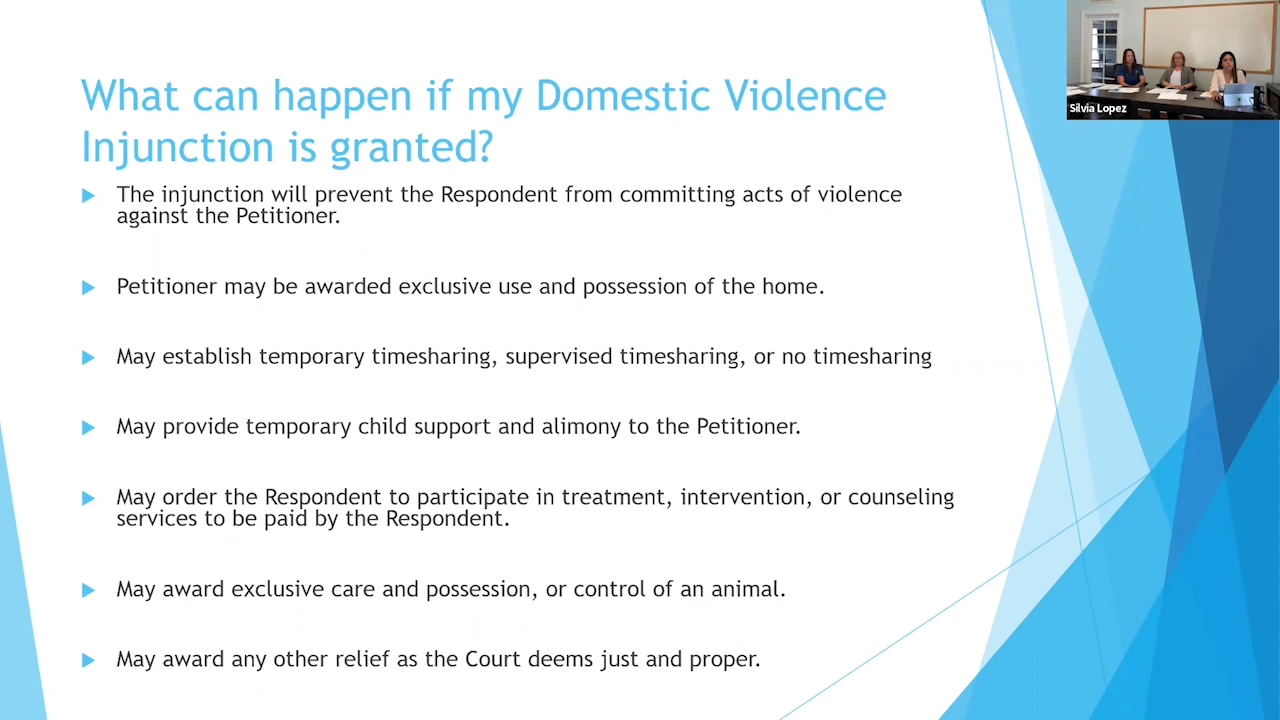 What can happen if my Domestic Violence
Injunction is granted?
The injunction will prevent the Respondent from committing acts of violence
against the Petitioner.
Petitioner may be awarded exclusive use and possession of the home.
May establish temporary timesharing, supervised timesharing, or no timesharing
May provide temporary child support and alimony to the Petitioner.
May order the Respondent to participate in treatment, intervention, or counseling
services to be paid by the Respondent.
May award exclusive care and possession, or control of an animal.
May award any other relief as the Court deems just and proper.
Silvia Lopez